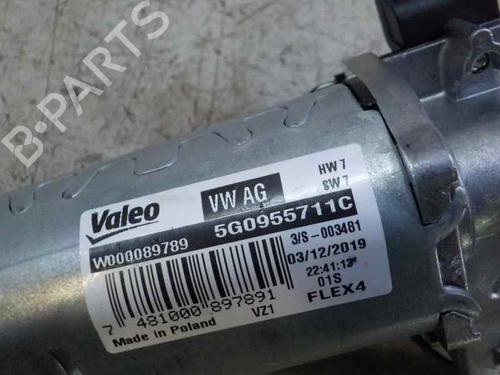 B-PARTS
Valeo
VW AG
HW 7
SW 7
W000089789
5G0955711C
3/S-003481
03/12/2019
22:41:13
01S
FLEX4
7 481000 897891
VZ1
Made in Poland